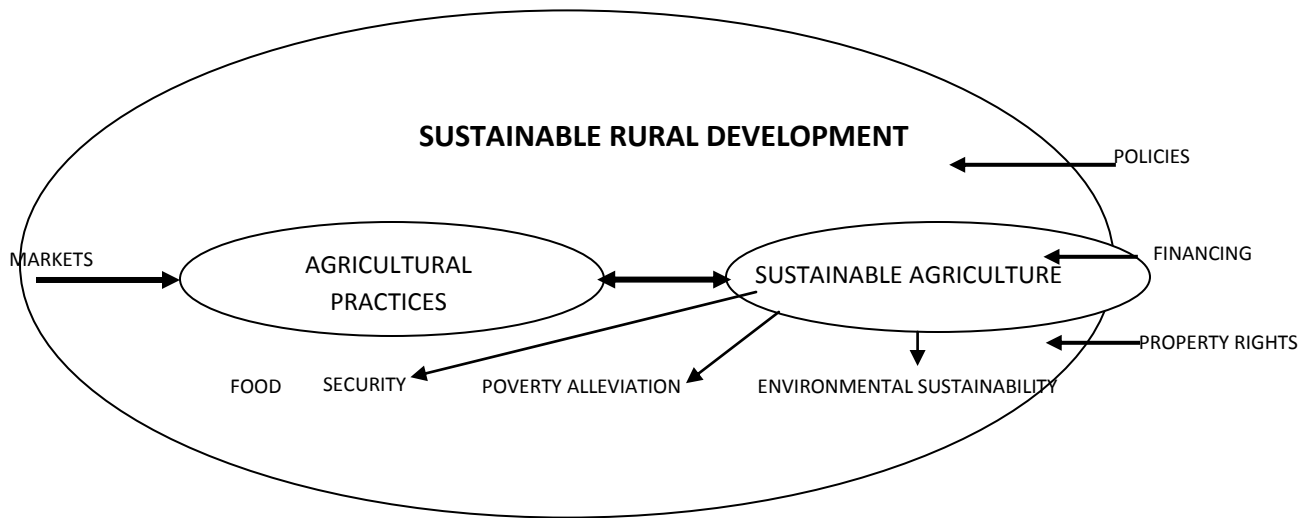 SUSTAINABLE RURAL DEVELOPMENT
POLICIES
MARKETS
AGRICULTURAL
PRACTICES
SUSTAINABLE AGRICULTURE
FINANCING
PROPERTY RIGHTS
FOOD SECURITY
POVERTY ALLEVIATION
ENVIRONMENTAL SUSTAINABILITY